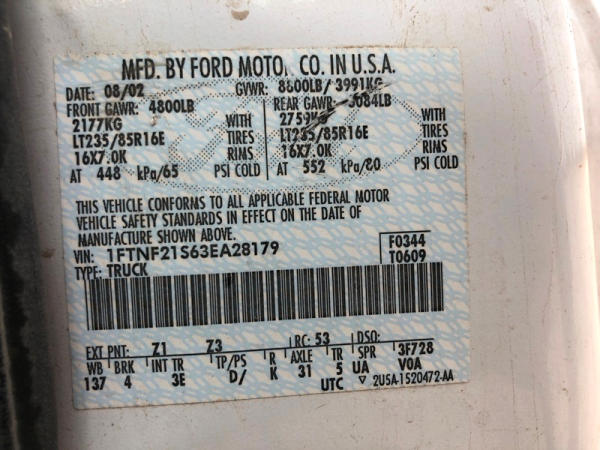 MFD. BY FORD MOTOR CO. IN U.S.A.
DATE: 08/02 GVWR: 8800LB/ 3991KG
FRONT GAWR: 4800LB REAR GAWR: 6084LB
2177KG WITH 2759KG WITH
LT235/85R16E TIRES LT235/85R16E TIRES
16X7.0K RIMS 16X7.0K RIMS
AT 448 kPa/65 PSI COLD AT 552 kPa/80 PSI COLD
THIS VEHICLE CONFORMS TO ALL APPLICABLE FEDERAL MOTOR
VEHICLE SAFETY STANDARDS IN EFFECT ON THE DATE OF
MANUFACTURE SHOWN ABOVE.
VIN: 1FTNF21S63EA28179 F0344
TYPE: TRUCK T0609
EXT PNT: Z1 Z3 RC: 53 DSO:
WB BRK INT TR TP/PS R AXLE TR SPR 3F728
137 4 3E D/ K 31 5 UA V0A
UTC ▽ 2U5A-1520472-AA